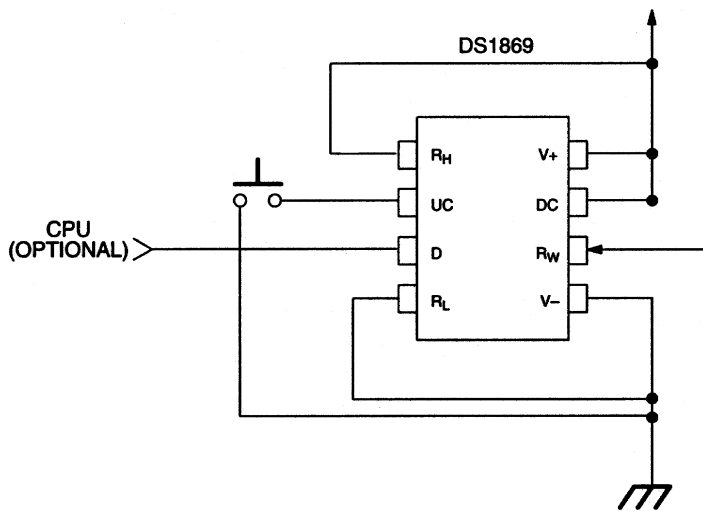 DS1869
RH
V+
UC
DC
CPU
(OPTIONAL)
D
RW
RL
V–